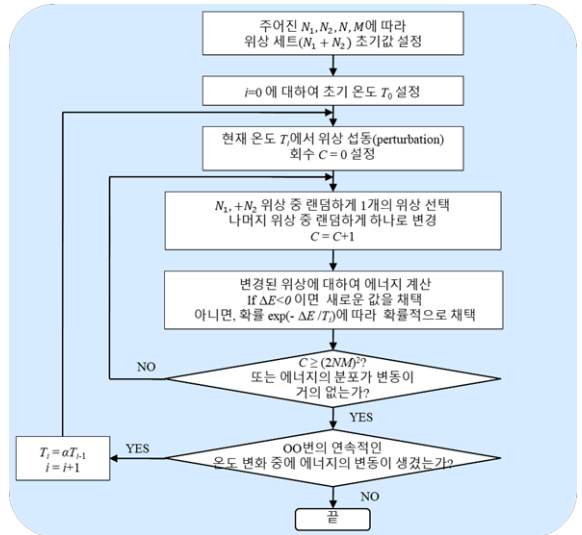 주어진 N₁, N₂, N, M에 따라
위상 세트(N₁ + N₂) 초기값 설정
i=0 에 대하여 초기 온도 T₀ 설정
현재 온도 Tᵢ에서 위상 섭동(perturbation)
회수 C = 0 설정
N₁, +N₂ 위상 중 랜덤하게 1개의 위상 선택
나머지 위상 중 랜덤하게 하나로 변경
C = C+1
변경된 위상에 대하여 에너지 계산
If ΔE<0 이면 새로운 값을 채택
아니면, 확률 exp(- ΔE /Tᵢ)에 따라 확률적으로 채택
NO
C ≥ (2NM)²?
또는 에너지의 분포가 변동이
거의 없는가?
YES
Tᵢ = αTᵢ₋₁
i = i+1
YES
OO번의 연속적인
온도 변화 중에 에너지의 변동이 생겼는가?
NO
끝